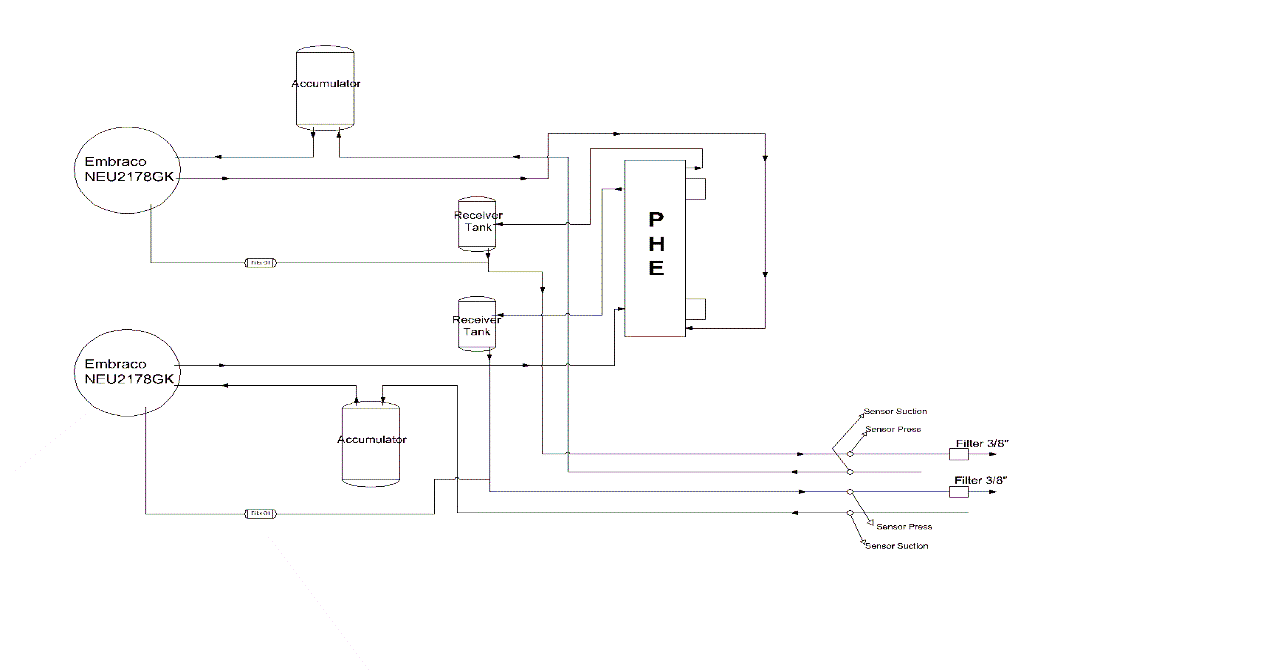 Accumulator
Embraco
NEU2178GK
Receiver
Tank
P
H
E
Receiver
Tank
Embraco
NEU2178GK
Accumulator
Sensor Suction
Sensor Press
Filter 3/8"
Filter 3/8"
Sensor Press
Sensor Suction